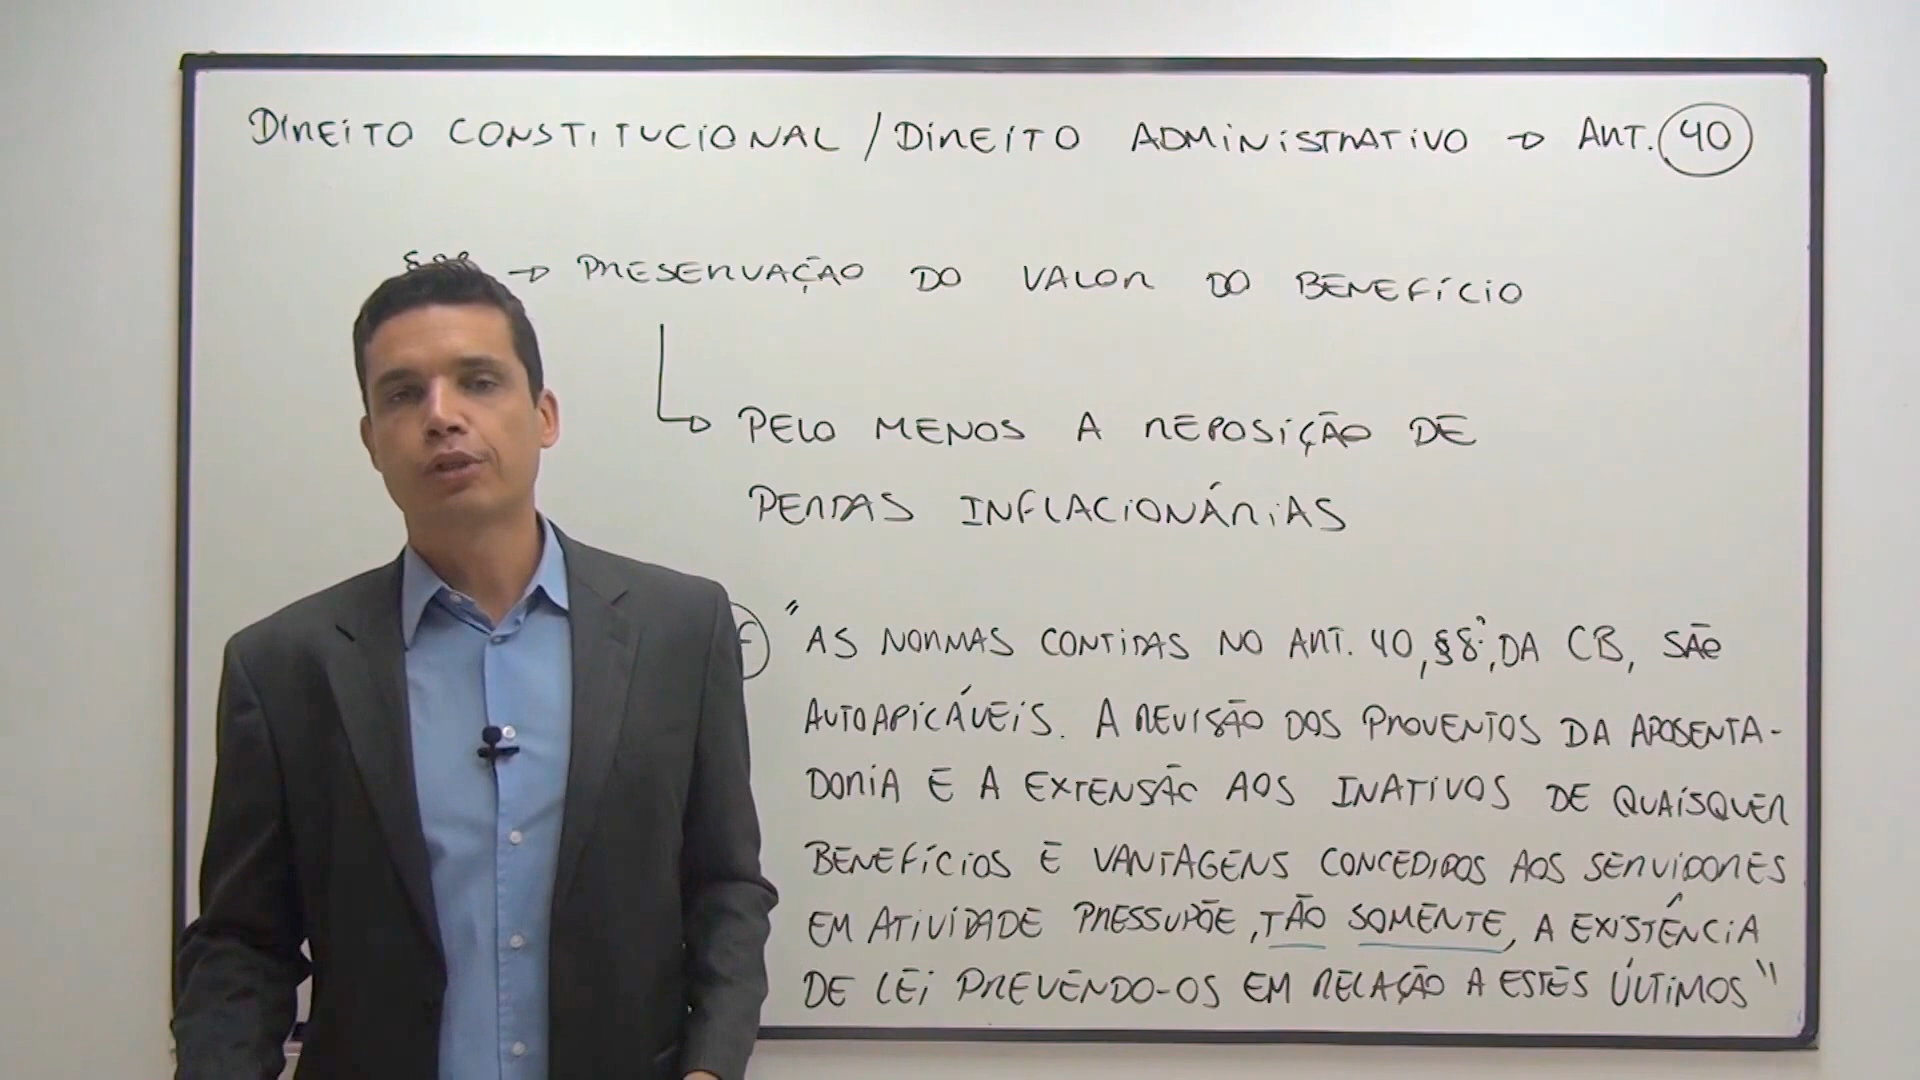 DIREITO CONSTITUCIONAL / DIREITO ADMINISTRATIVO → ART. 40
→ PRESERVAÇÃO DO VALOR DO BENEFÍCIO
PELO MENOS A REPOSIÇÃO DE
PERDAS INFLACIONÁRIAS
"AS NORMAS CONTIDAS NO ART. 40, §8º, DA CB, SÃO
AUTOAPICÁVEIS. A REVISÃO DOS PROVENTOS DA APOSENTA-
DORIA E A EXTENSÃO AOS INATIVOS DE QUAISQUER
BENEFÍCIOS E VANTAGENS CONCEDIDOS AOS SERVIDORES
EM ATIVIDADE PRESSUPÕE, TÃO SOMENTE, A EXISTÊNCIA
DE LEI PREVENDO-OS EM RELAÇÃO A ESTES ÚLTIMOS"